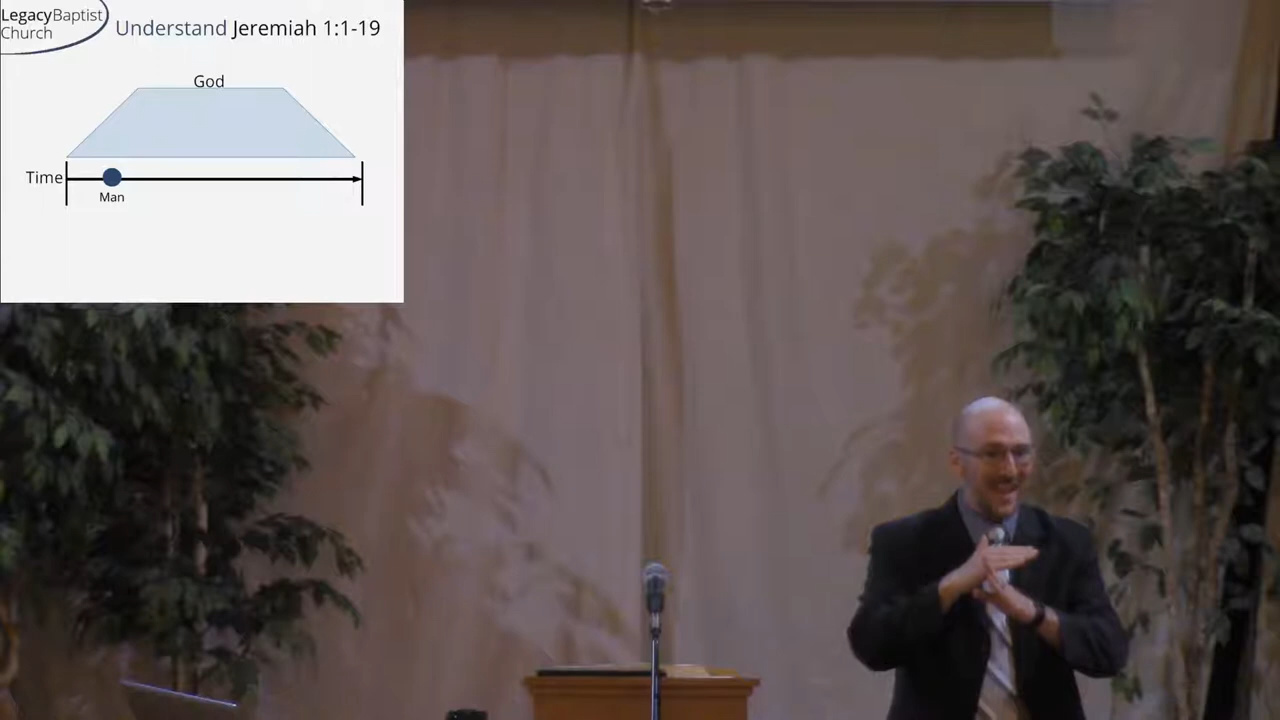 LegacyBaptist
Church
Understand Jeremiah 1:1-19
God
Time
Man